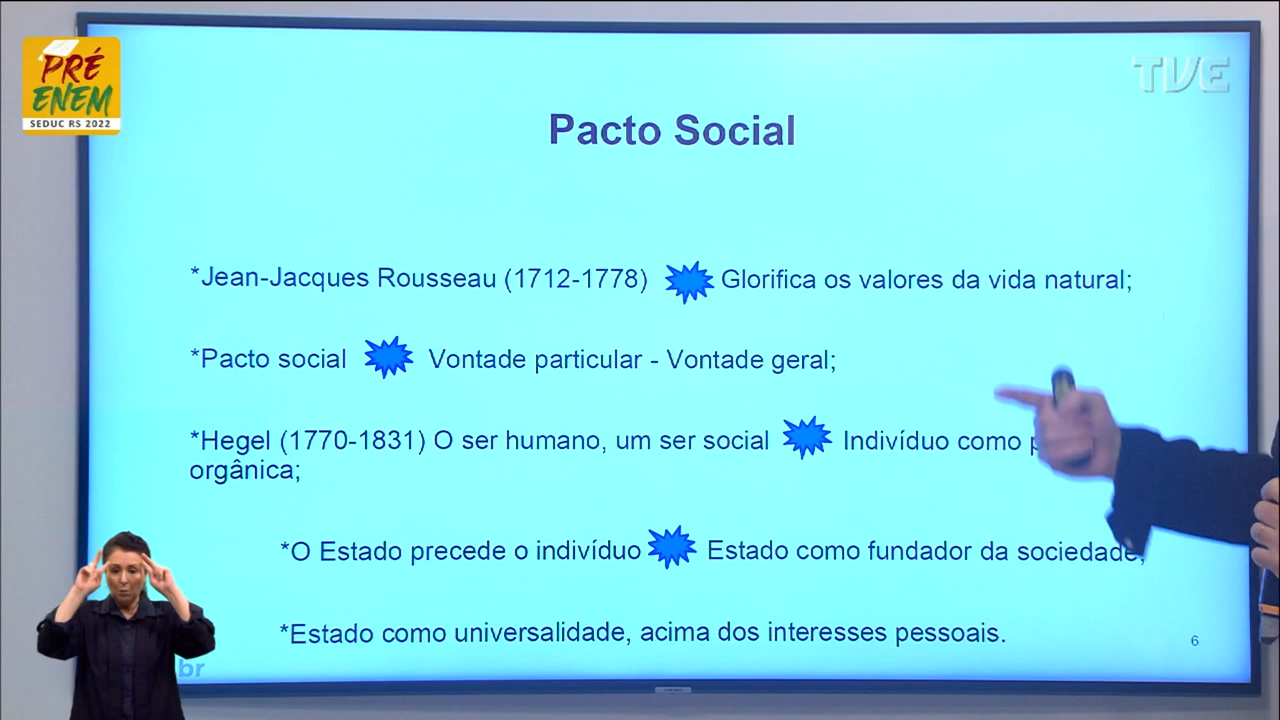 PRÉ
ENEM
SEDUC RS 2022
TVE
Pacto Social
*Jean-Jacques Rousseau (1712-1778) Glorifica os valores da vida natural;
*Pacto social Vontade particular - Vontade geral;
*Hegel (1770-1831) O ser humano, um ser social Indivíduo como
orgânica;
*O Estado precede o indivíduo Estado como fundador da sociedade;
*Estado como universalidade, acima dos interesses pessoais.
6
br